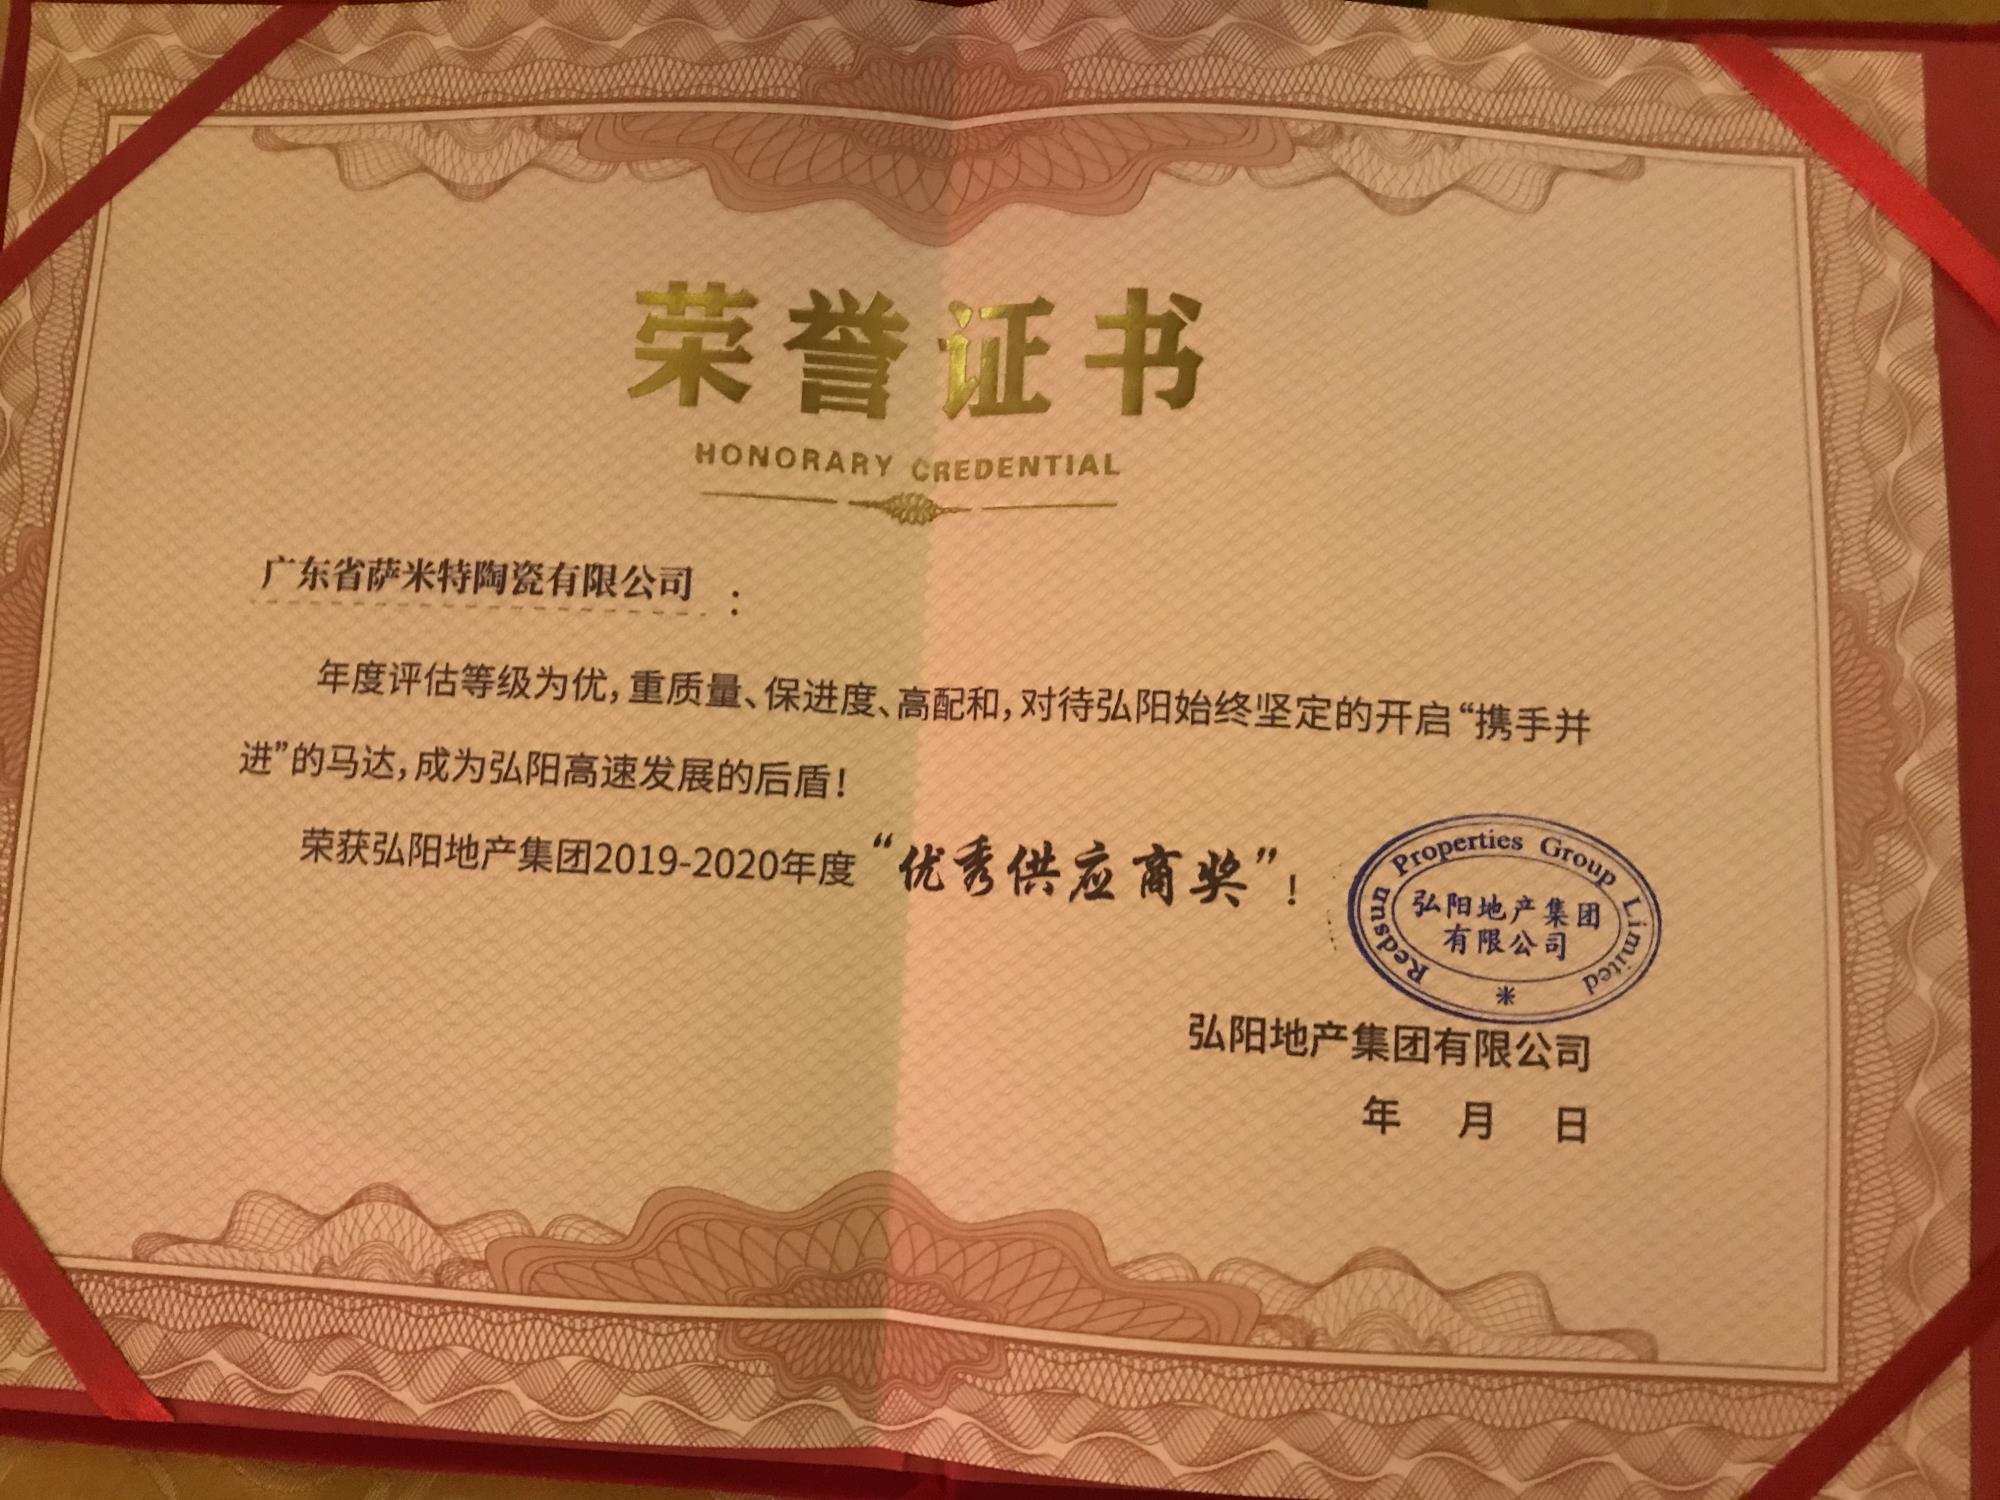 荣誉证书
HONORARY CREDENTIAL
广东省萨米特陶瓷有限公司：
年度评估等级为优，重质量、保进度、高配和，对待弘阳始终坚定的开启“携手并
进”的马达，成为弘阳高速发展的后盾！
荣获弘阳地产集团2019-2020年度“优秀供应商奖”！
Redsun Properties Group Limited
弘阳地产集团
有限公司
弘阳地产集团有限公司
年 月 日